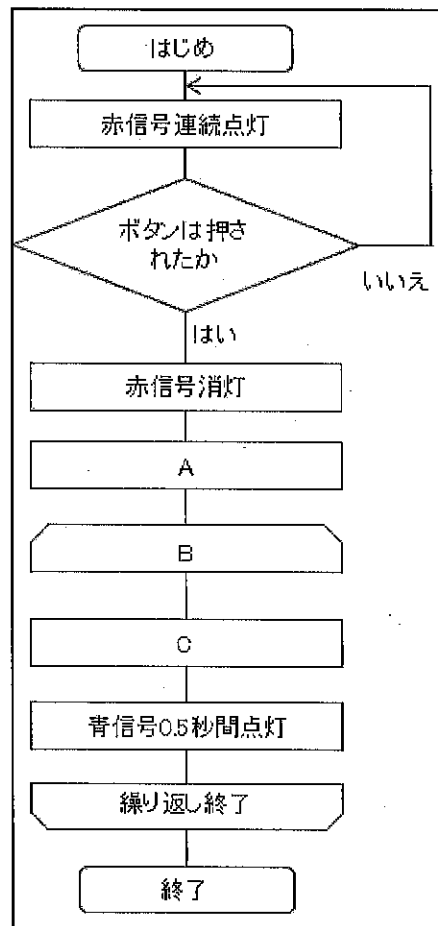 はじめ
赤信号連続点灯
ボタンは押さ
れたか
いいえ
はい
赤信号消灯
A
B
C
青信号0.5秒間点灯
繰り返し終了
終了